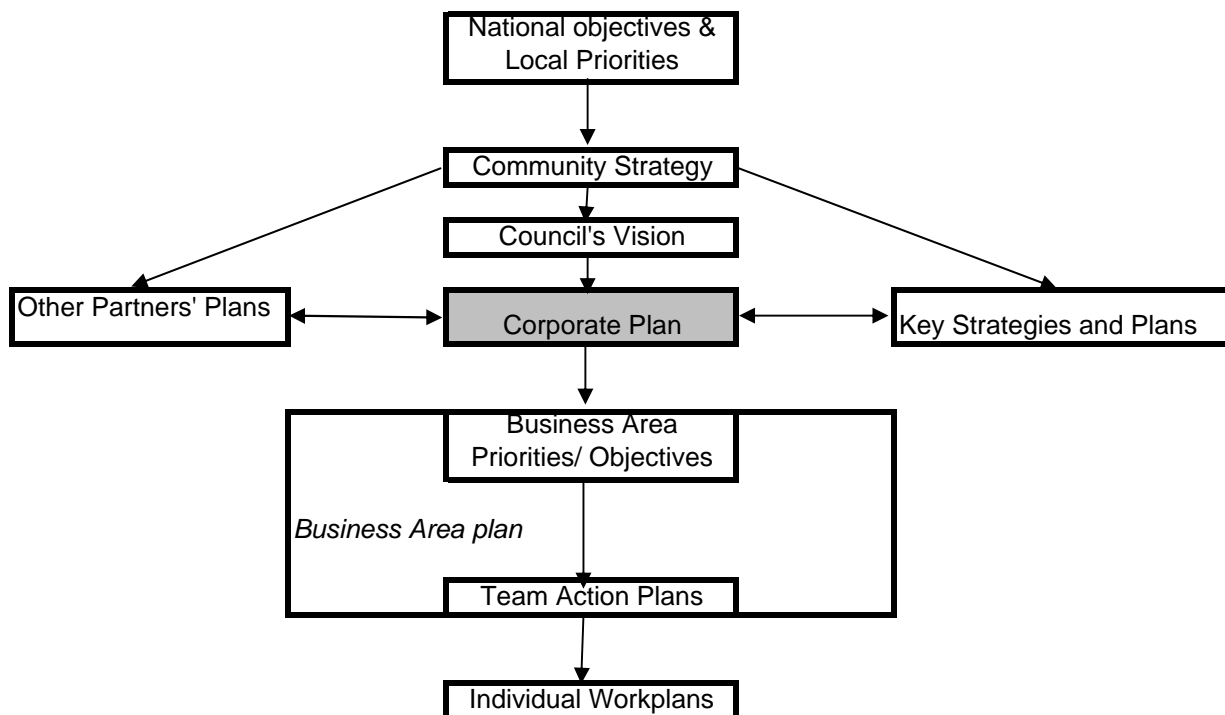 National objectives &
Local Priorities
Community Strategy
Council's Vision
Other Partners' Plans
Corporate Plan
Key Strategies and Plans
Business Area
Priorities/ Objectives
Business Area plan
Team Action Plans
Individual Workplans